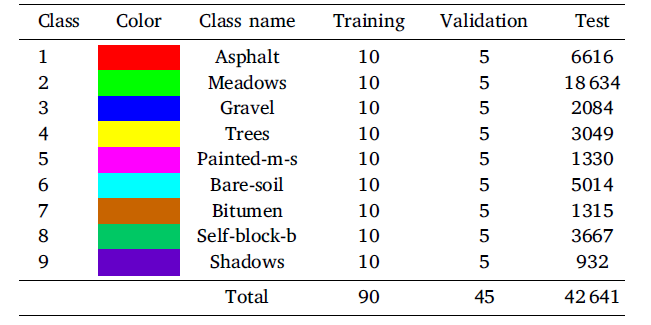 Class Color Class name Training Validation Test
1 Asphalt 10 5 6616
2 Meadows 10 5 18 634
3 Gravel 10 5 2084
4 Trees 10 5 3049
5 Painted-m-s 10 5 1330
6 Bare-soil 10 5 5014
7 Bitumen 10 5 1315
8 Self-block-b 10 5 3667
9 Shadows 10 5 932
Total 90 45 42 641